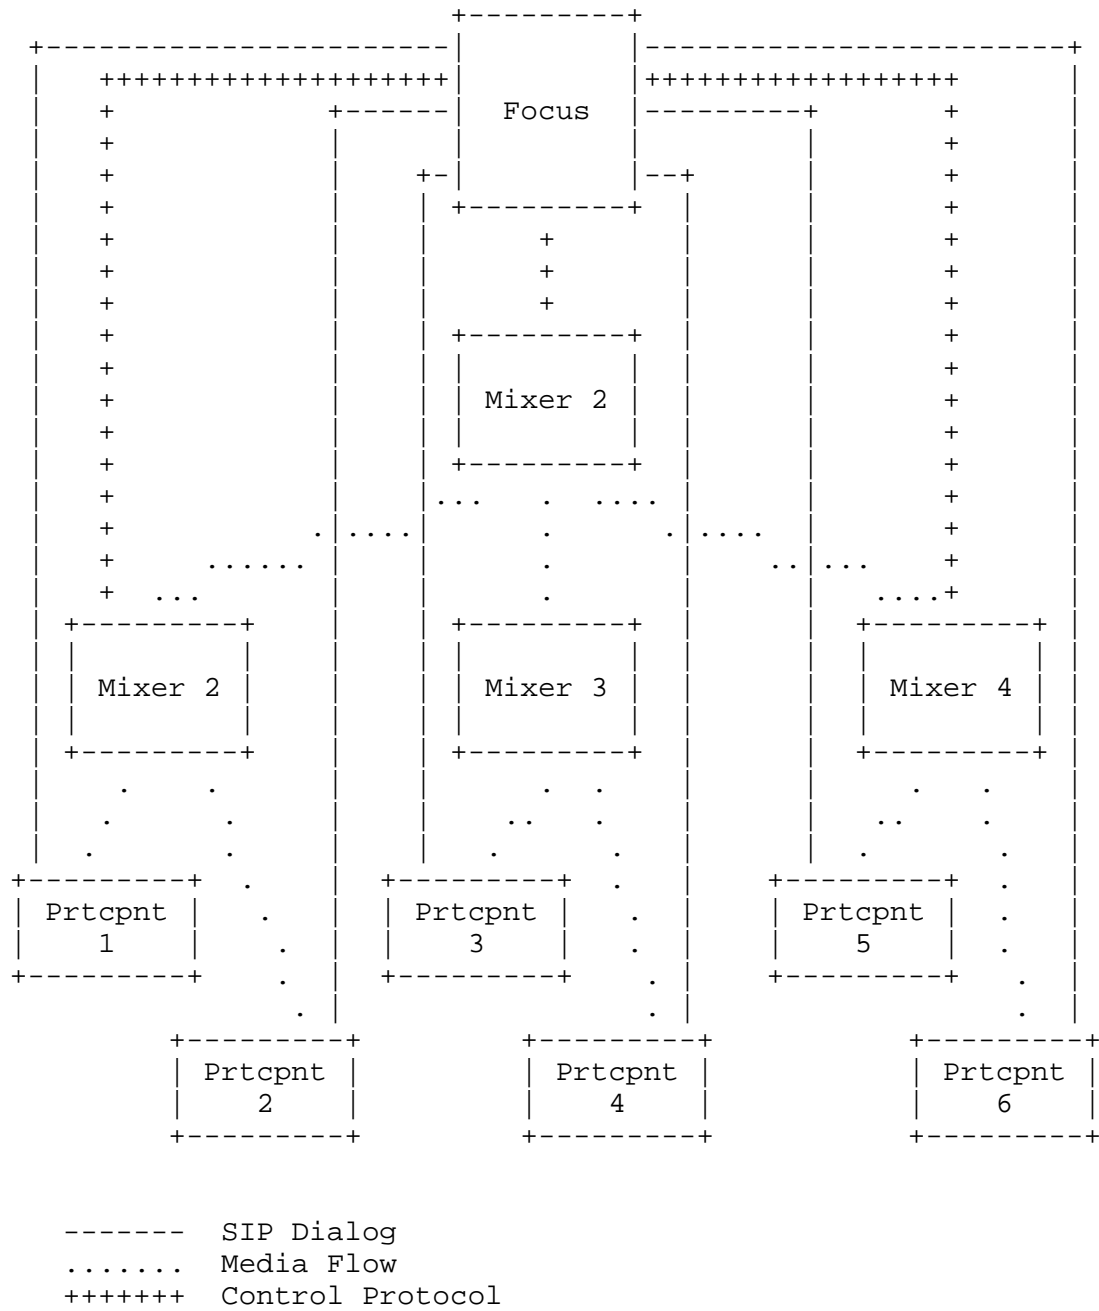 Focus
Mixer 2
Mixer 2
Mixer 3
Mixer 4
Prtcpnt
1
Prtcpnt
3
Prtcpnt
5
Prtcpnt
2
Prtcpnt
4
Prtcpnt
6
------- SIP Dialog
....... Media Flow
+++++++ Control Protocol